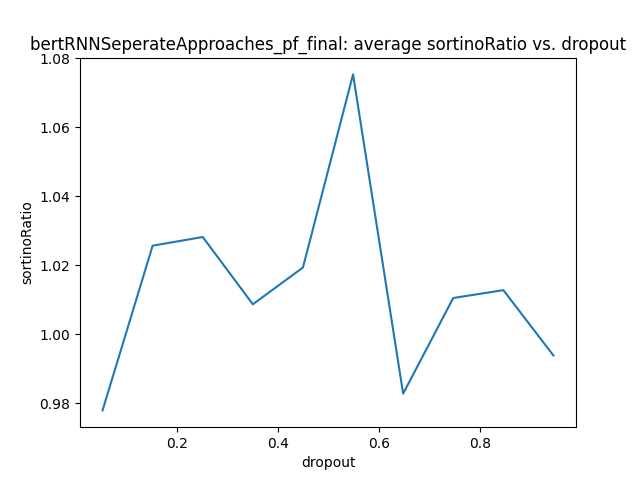 bertRNNSeperateApproaches_pf_final: average sortinoRatio vs. dropout
1.08
1.06
1.04
1.02
1.00
0.98
sortinoRatio
0.2 0.4 0.6 0.8
dropout